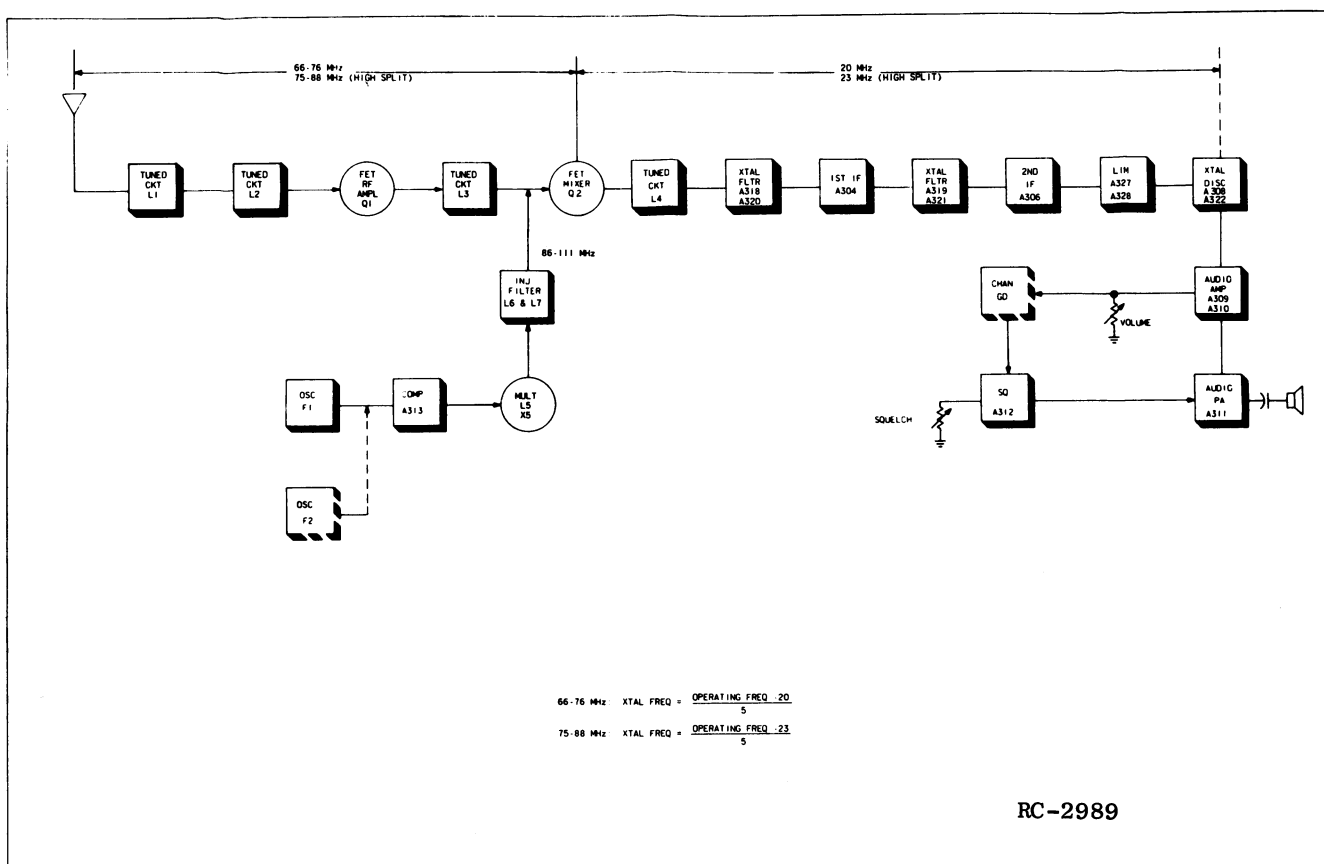 66-76 MHz
75-88 MHz (HIGH SPLIT)
20 MHz
23 MHz (HIGH SPLIT)
TUNED
CKT
L1
TUNED
CKT
L2
FET
RF
AMPL
Q1
TUNED
CKT
L3
FET
MIXER
Q2
TUNED
CKT
L4
XTAL
FLTR
A318
A320
1ST IF
A304
XTAL
FLTR
A319
A321
2ND
IF
A306
LIM
A327
A328
XTAL
DISC
A308
A322
86-111 MHz
INJ
FILTER
L6 & L7
CHAN
GD
VOLUME
AUDIO
AMP
A309
A310
OSC
F1
COMP
A313
MULT
L5
X5
SQUELCH
SQ
A312
AUDIO
PA
A311
OSC
F2
66-76 MHz: XTAL FREQ = OPERATING FREQ -20
5
75-88 MHz: XTAL FREQ = OPERATING FREQ -23
5
RC-2989